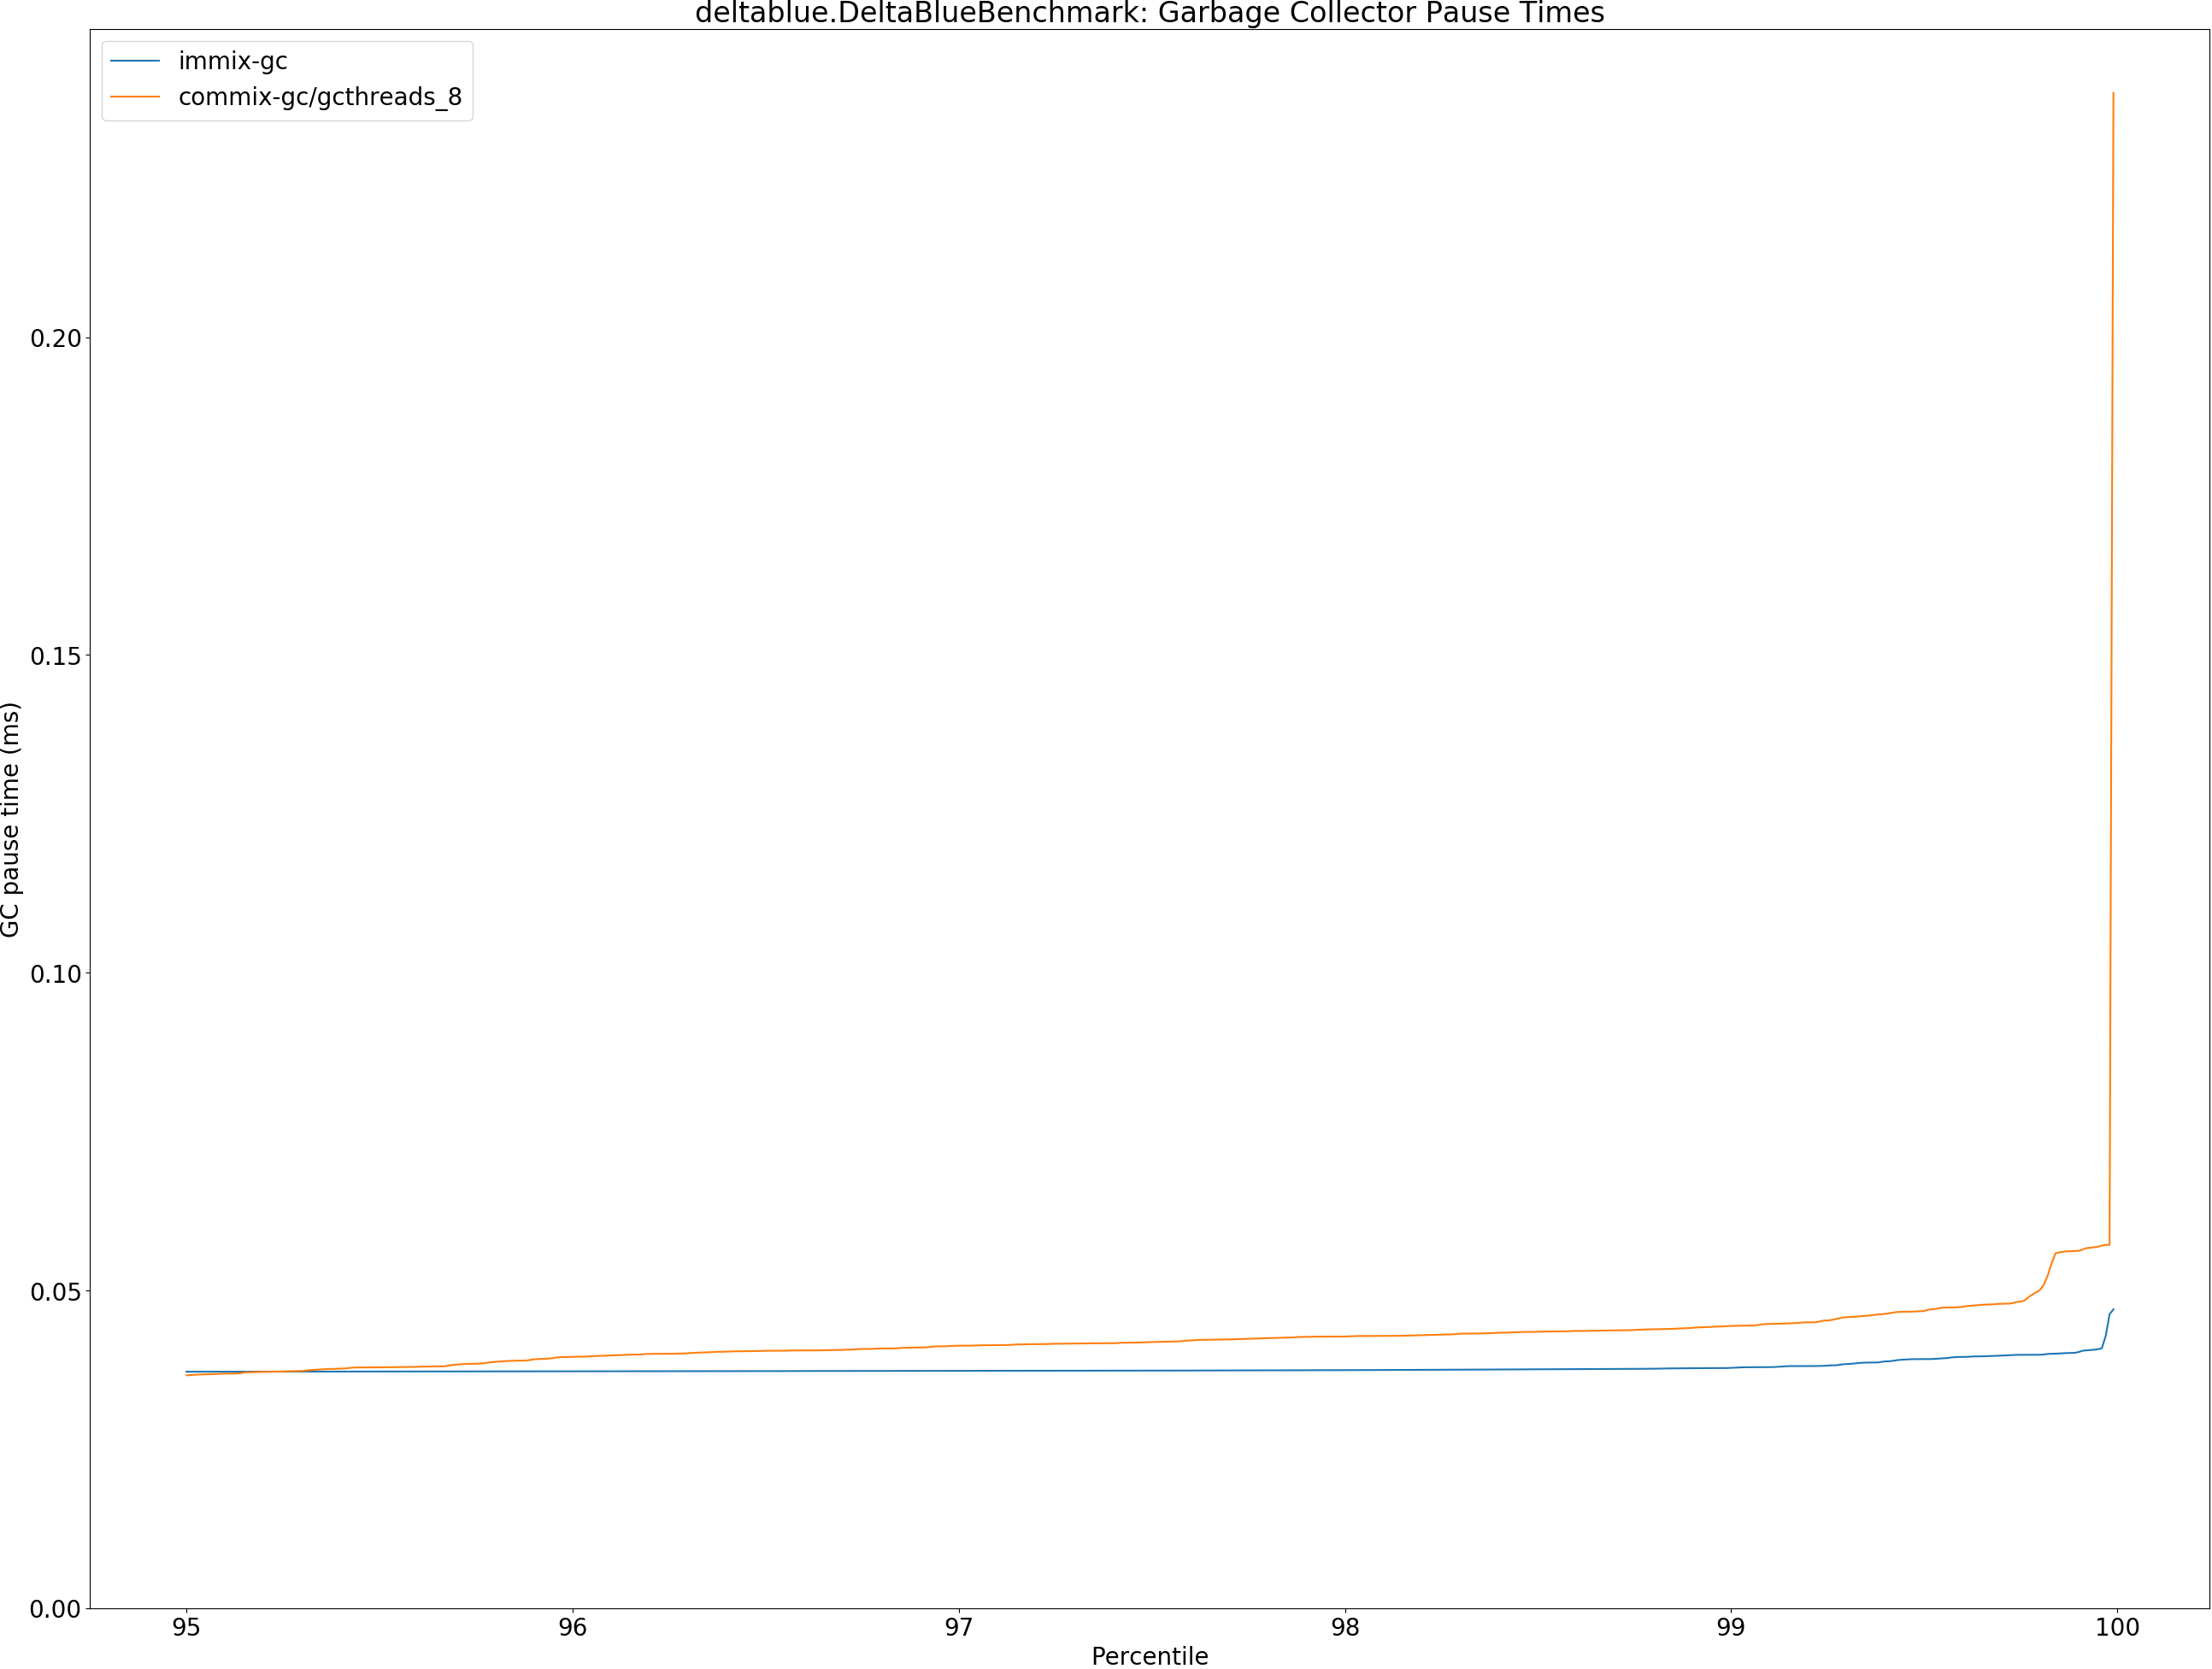 deltablue.DeltaBlueBenchmark: Garbage Collector Pause Times
immix-gc
commix-gc/gcthreads_8
GC pause time (ms)
0.20
0.15
0.10
0.05
0.00
95 96 97 98 99 100
Percentile